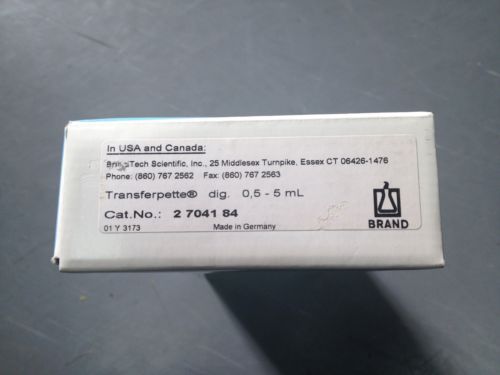 In USA and Canada:
BrandTech Scientific, Inc., 25 Middlesex Turnpike, Essex CT 06426-1476
Phone: (860) 767 2562 Fax: (860) 767 2563
Transferpette® dig. 0,5 - 5 mL
Cat.No.: 2 7041 84
01 Y 3173 Made in Germany
BRAND